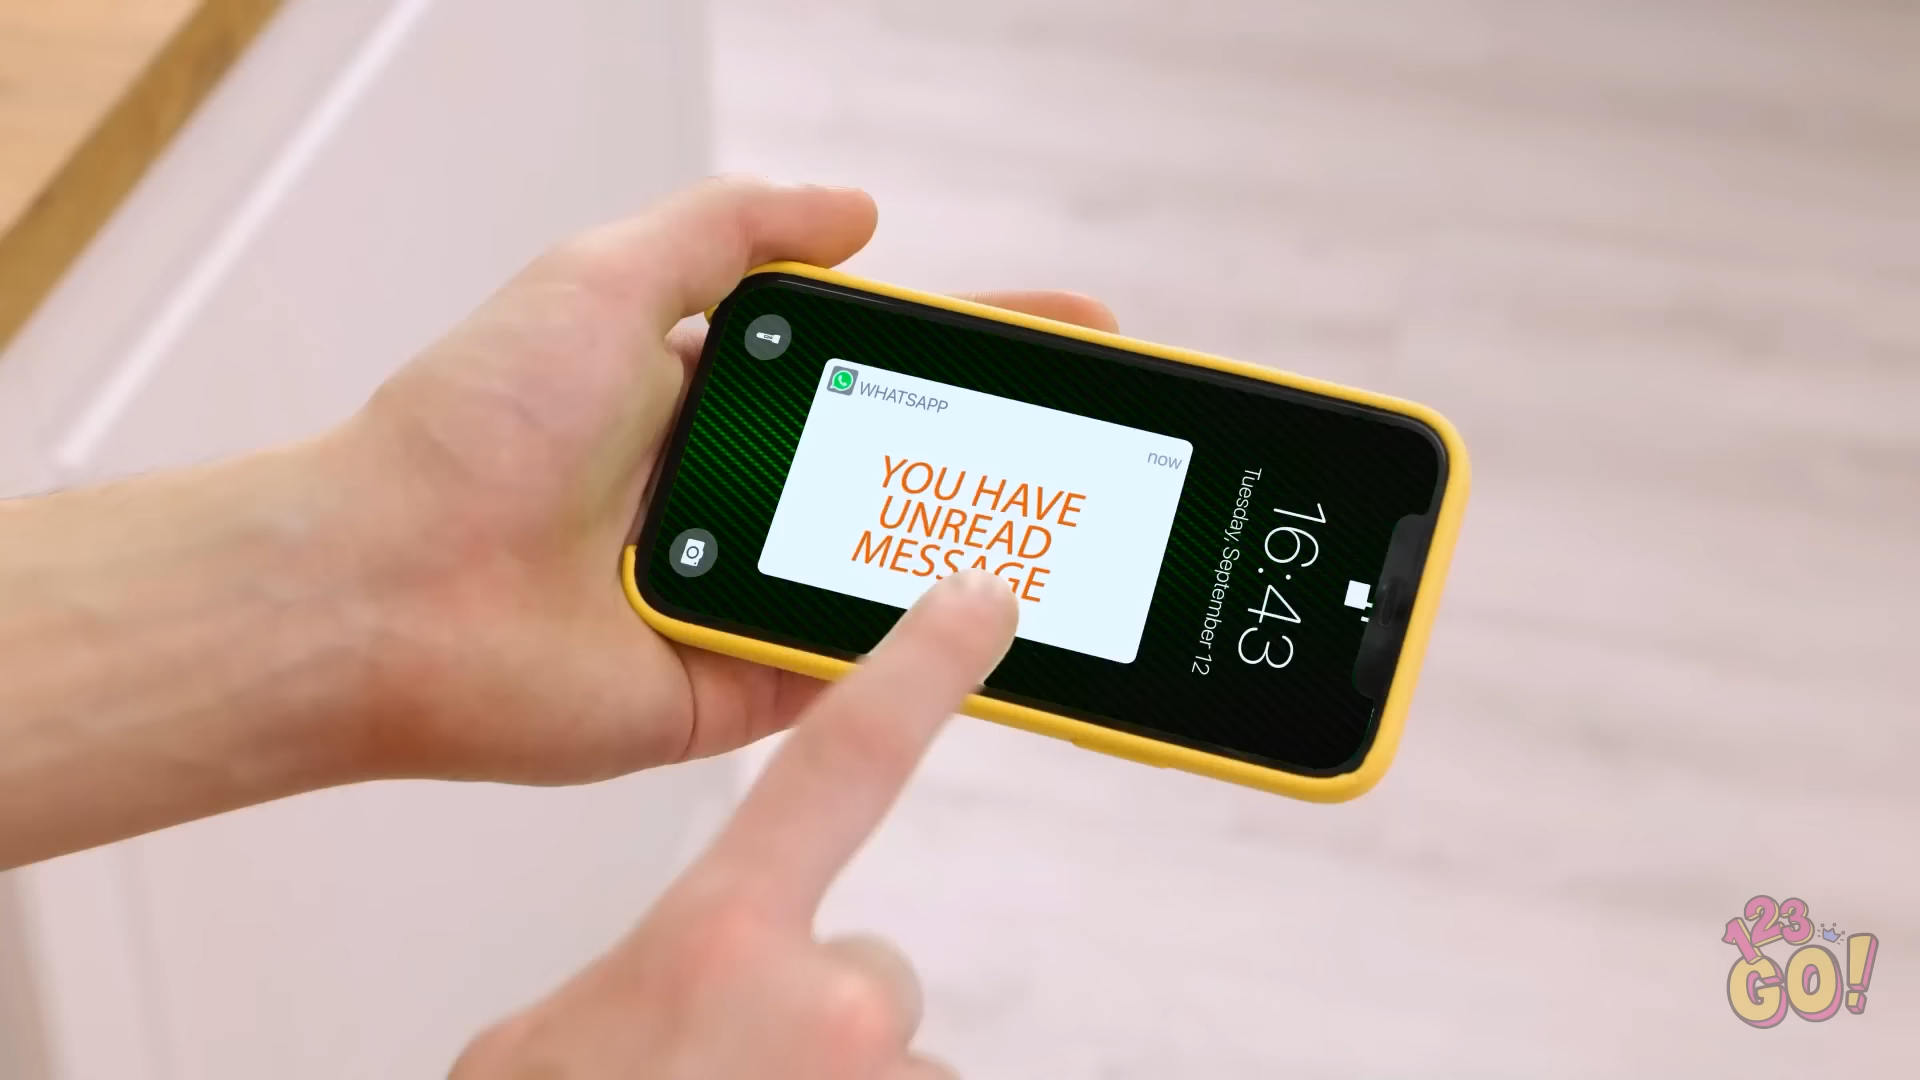 WHATSAPP
now
YOU HAVE
UNREAD
MESSAGE
16:43
Tuesday, September 12
123
GO!